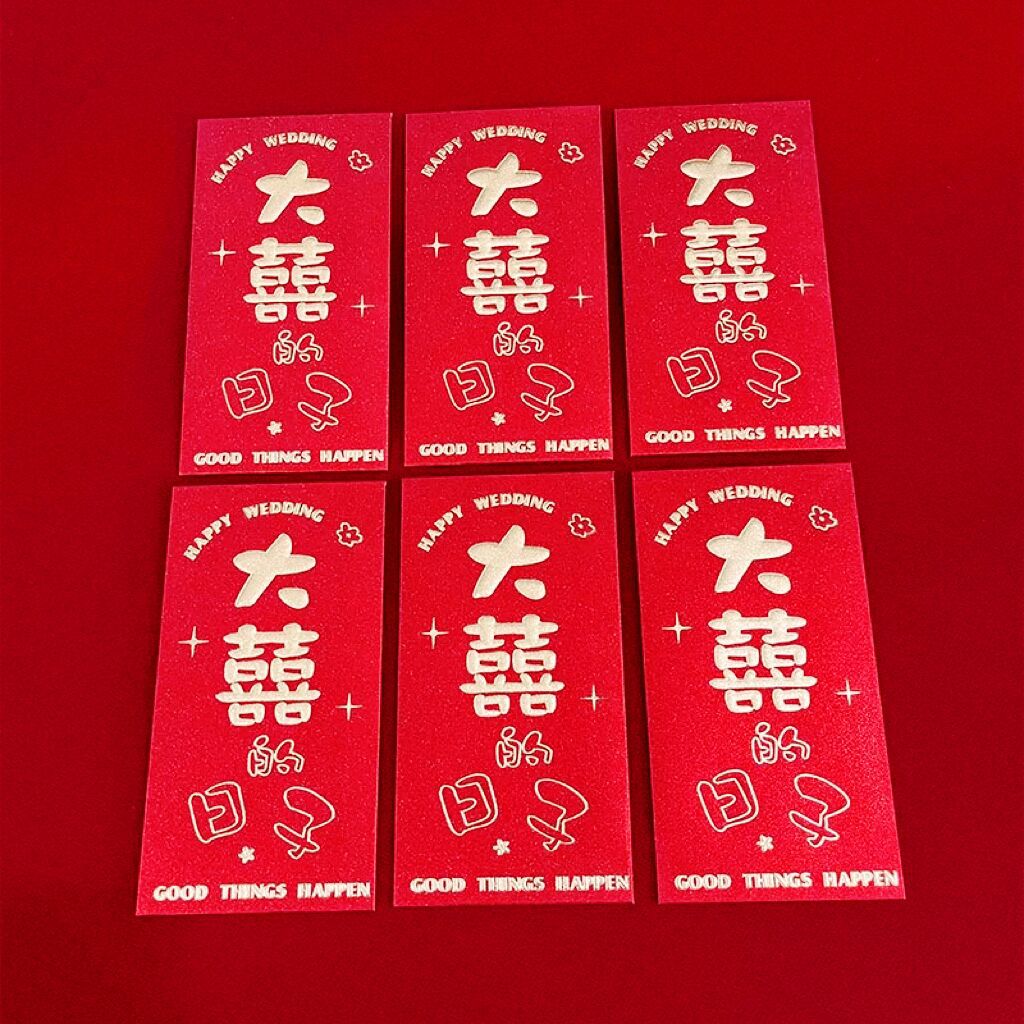 HAPPY WEDDING
大
囍
的
日子
GOOD THINGS HAPPEN
HAPPY WEDDING
大
囍
的
日子
GOOD THINGS HAPPEN
HAPPY WEDDING
大
囍
的
日子
GOOD THINGS HAPPEN
HAPPY WEDDING
大
囍
的
日子
GOOD THINGS HAPPEN
HAPPY WEDDING
大
囍
的
日子
GOOD THINGS HAPPEN
HAPPY WEDDING
大
囍
的
日子
GOOD THINGS HAPPEN